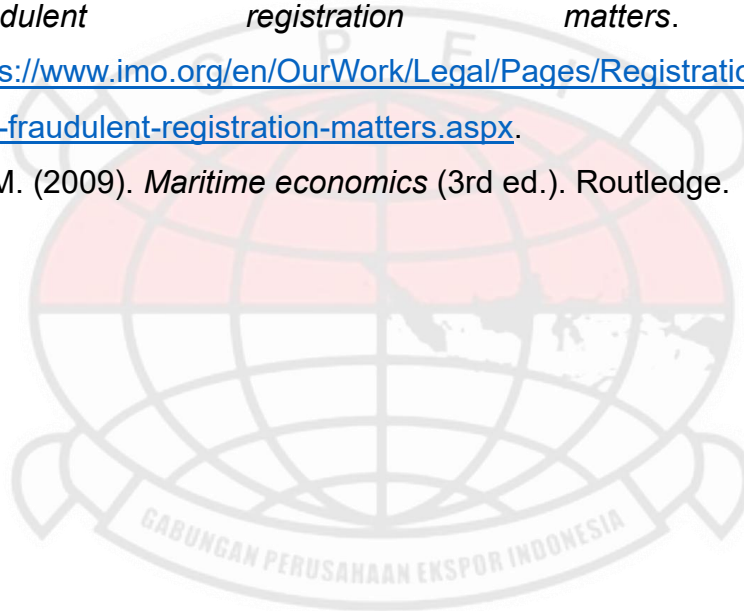 dulent registration matters.
s://www.imo.org/en/OurWork/Legal/Pages/Registratio
-fraudulent-registration-matters.aspx.
M. (2009). Maritime economics (3rd ed.). Routledge.
G P E I
GABUNGAN PERUSAHAAN EKSPOR INDONESIA